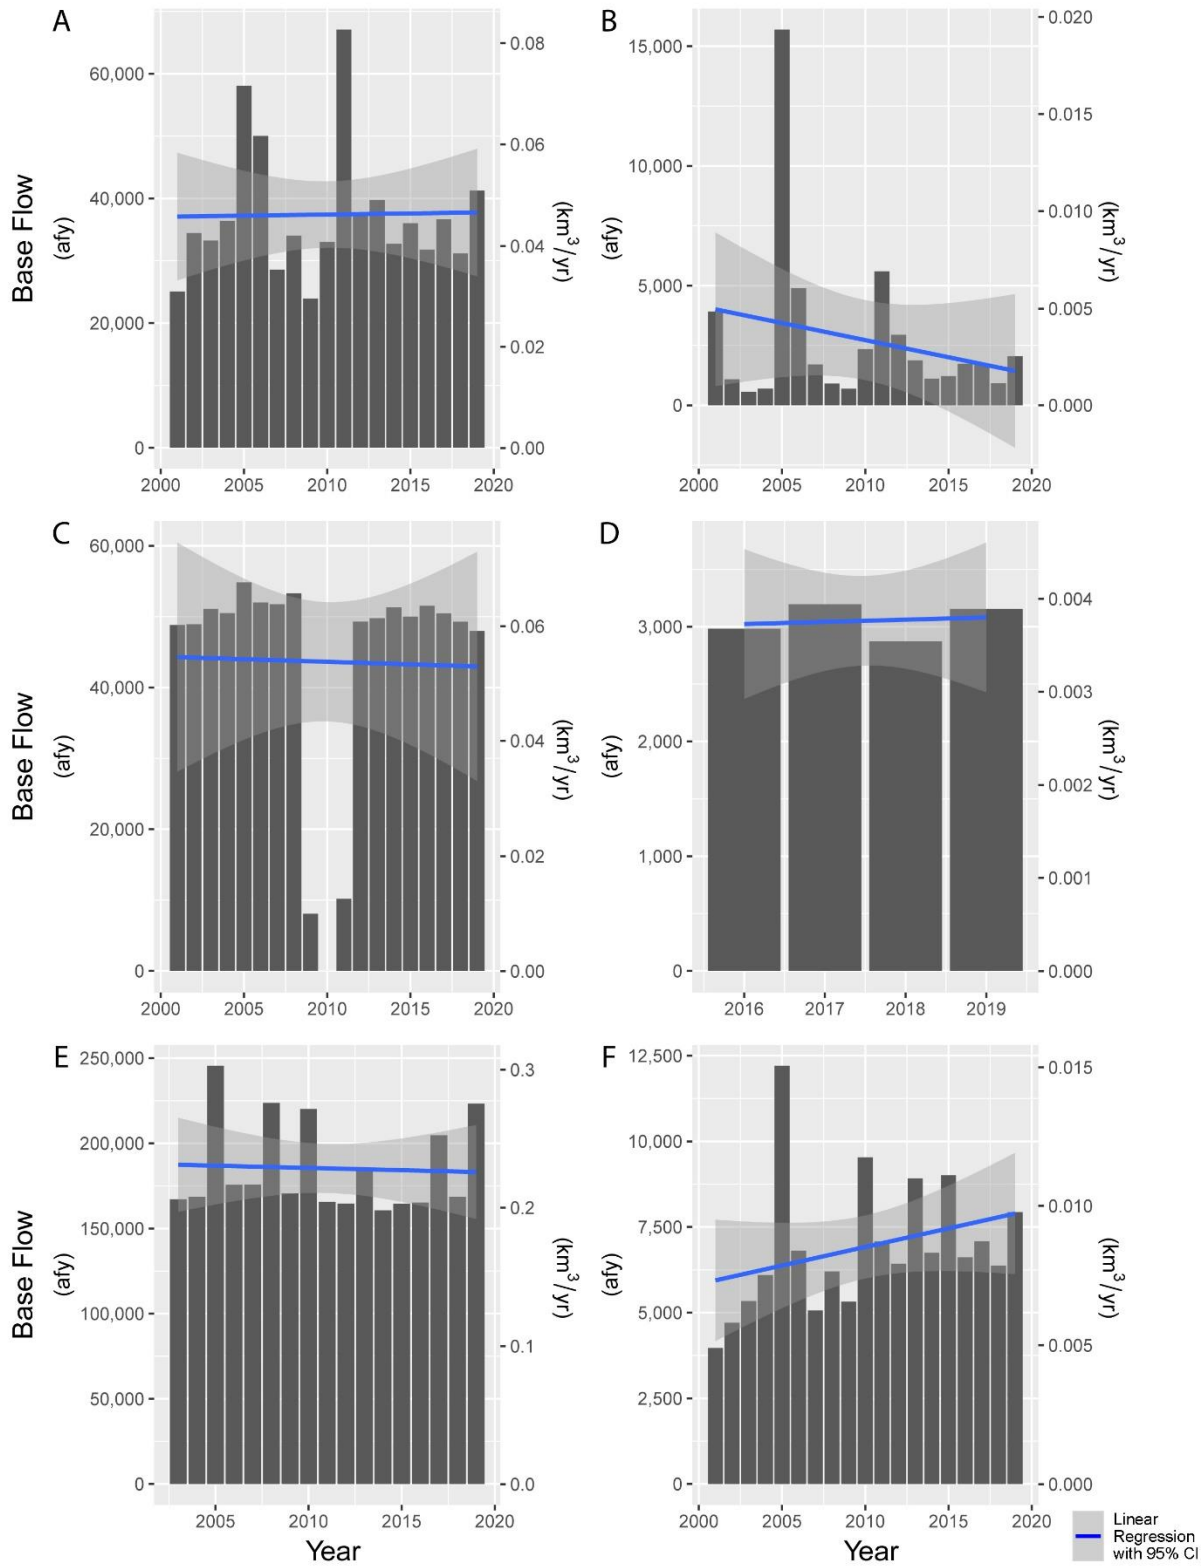 A
60,000
40,000
20,000
0
Base Flow
(afy)
0.08
0.06
0.04
0.02
0.00
(km³/yr)
2000 2005 2010 2015 2020
B
15,000
10,000
5,000
0
(afy)
0.020
0.015
0.010
0.005
0.000
(km³/yr)
2000 2005 2010 2015 2020
C
60,000
40,000
20,000
0
Base Flow
(afy)
0.06
0.04
0.02
0.00
(km³/yr)
2000 2005 2010 2015 2020
D
3,000
2,000
1,000
0
(afy)
0.004
0.003
0.002
0.001
0.000
(km³/yr)
2016 2017 2018 2019
E
250,000
200,000
150,000
100,000
50,000
0
Base Flow
(afy)
0.3
0.2
0.1
0.0
(km³/yr)
2005 2010 2015 2020
Year
F
12,500
10,000
7,500
5,000
2,500
0
(afy)
0.015
0.010
0.005
0.000
(km³/yr)
2000 2005 2010 2015 2020
Year
Linear
Regression
with 95% CI